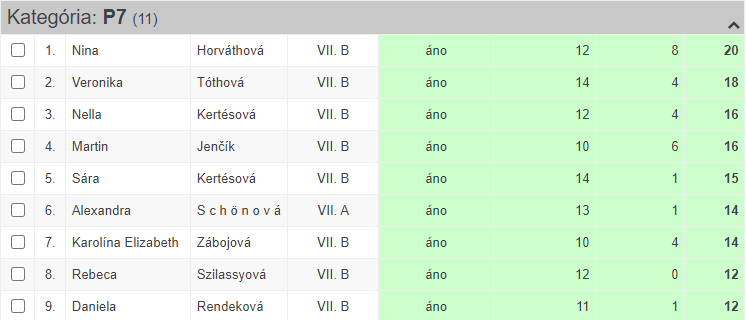 Kategória: P7 (11)
1. Nina Horváthová VII. B áno 12 8 20
2. Veronika Tóthová VII. B áno 14 4 18
3. Nella Kertésová VII. B áno 12 4 16
4. Martin Jenčík VII. B áno 10 6 16
5. Sára Kertésová VII. B áno 14 1 15
6. Alexandra S c h ö n o v á VII. A áno 13 1 14
7. Karolína Elizabeth Zábojová VII. B áno 10 4 14
8. Rebeca Szilassyová VII. B áno 12 0 12
9. Daniela Rendeková VII. B áno 11 1 12